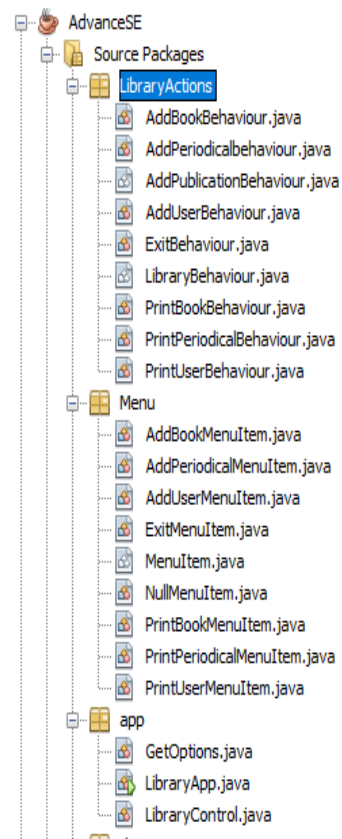 AdvanceSE
Source Packages
LibraryActions
AddBookBehaviour.java
AddPeriodicalbehaviour.java
AddPublicationBehaviour.java
AddUserBehaviour.java
ExitBehaviour.java
LibraryBehaviour.java
PrintBookBehaviour.java
PrintPeriodicalBehaviour.java
PrintUserBehaviour.java
Menu
AddBookMenuItem.java
AddPeriodicalMenuItem.java
AddUserMenuItem.java
ExitMenuItem.java
MenuItem.java
NullMenuItem.java
PrintBookMenuItem.java
PrintPeriodicalMenuItem.java
PrintUserMenuItem.java
app
GetOptions.java
LibraryApp.java
LibraryControl.java